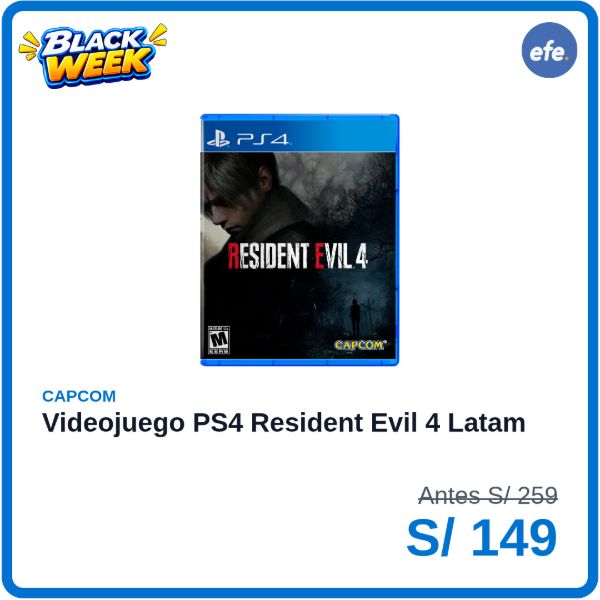 BLACK
WEEK
efe.
PS4
RESIDENT EVIL 4
M
CAPCOM
CAPCOM
Videojuego PS4 Resident Evil 4 Latam
Antes S/ 259
S/ 149